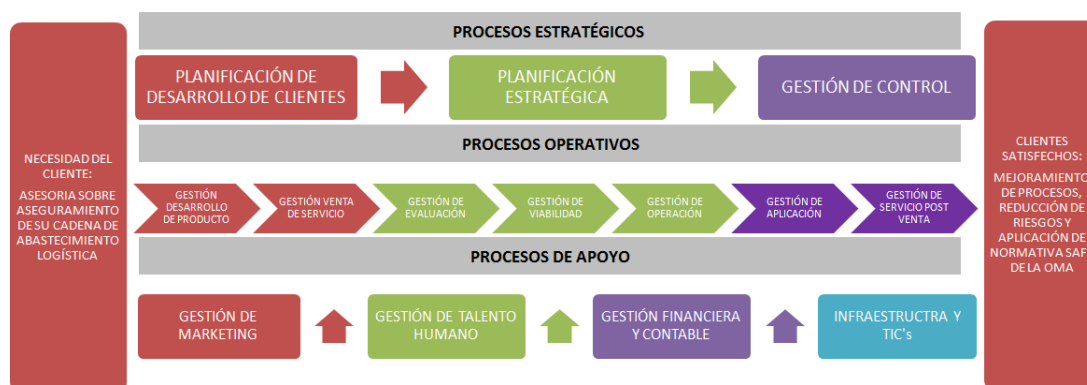 PROCESOS ESTRATÉGICOS
PLANIFICACIÓN DE
DESARROLLO DE CLIENTES
PLANIFICACIÓN
ESTRATÉGICA
GESTIÓN DE CONTROL
NECESIDAD DEL
CLIENTE:
ASESORIA SOBRE
ASEGURAMIENTO
DE SU CADENA DE
ABASTECIMIENTO
LOGÍSTICA
PROCESOS OPERATIVOS
GESTIÓN
DESARROLLO
DE PRODUCTO
GESTIÓN VENTA
DE SERVICIO
GESTIÓN
DE EVALUACIÓN
GESTIÓN DE
VIABILIDAD
GESTIÓN DE
OPERACIÓN
GESTIÓN
DE APLICACIÓN
GESTIÓN DE
SERVICIO POST
VENTA
CLIENTES
SATISFECHOS:
MEJORAMIENTO
DE PROCESOS,
REDUCCIÓN DE
RIESGOS Y
APLICACIÓN DE
NORMATIVA SAFE
DE LA OMA
PROCESOS DE APOYO
GESTIÓN DE
MARKETING
GESTIÓN DE TALENTO
HUMANO
GESTIÓN FINANCIERA
Y CONTABLE
INFRAESTRUCTRA Y
TIC's